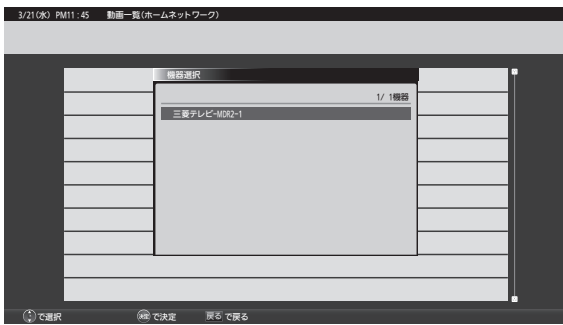 3/21(水) PM11:45 動画一覧(ホームネットワーク)
機器選択
1/ 1機器
三菱テレビ-MDR2-1
で選択 決定 で決定 戻る で戻る